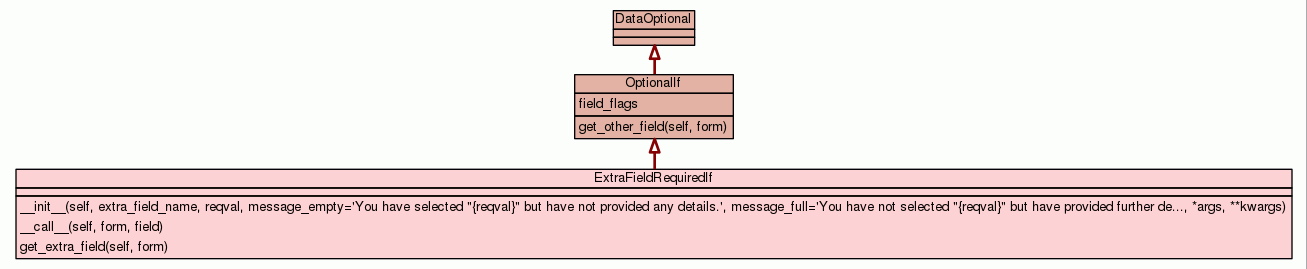 DataOptional
OptionalIf
field_flags
get_other_field(self, form)
ExtraFieldRequiredIf
__init__(self, extra_field_name, reqval, message_empty='You have selected "{reqval}" but have not provided any details.', message_full='You have not selected "{reqval}" but have provided further de..., *args, **kwargs)
__call__(self, form, field)
get_extra_field(self, form)